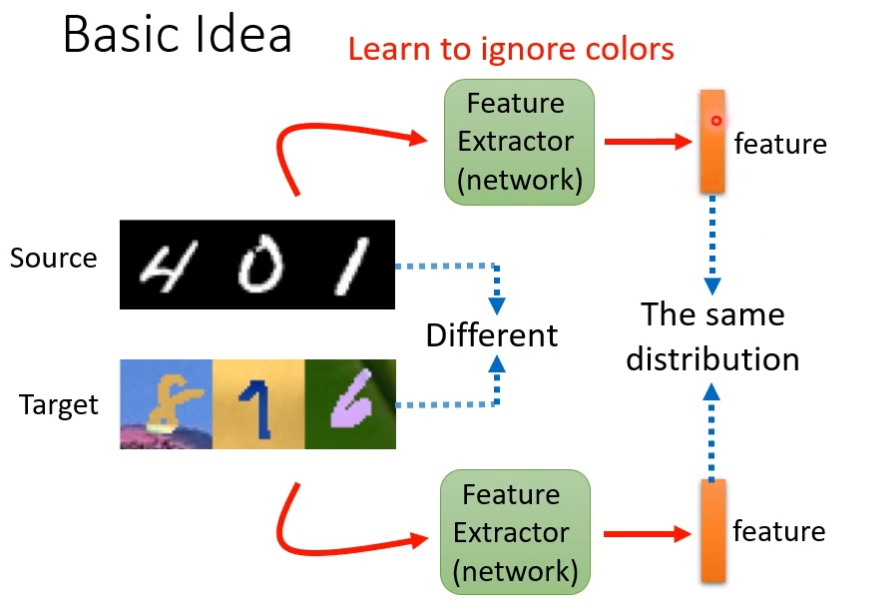 Basic Idea
Learn to ignore colors
Feature
Extractor
(network)
feature
Source
4 0 1
Different
The same
distribution
Target
8 1 6
Feature
Extractor
(network)
feature